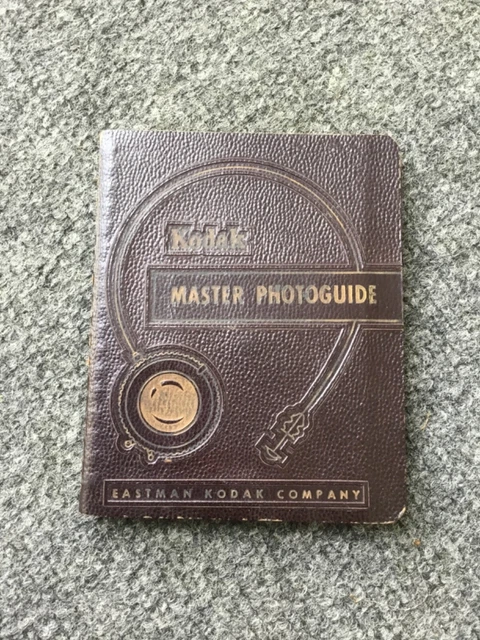 Kodak
MASTER PHOTOGUIDE
EASTMAN KODAK COMPANY